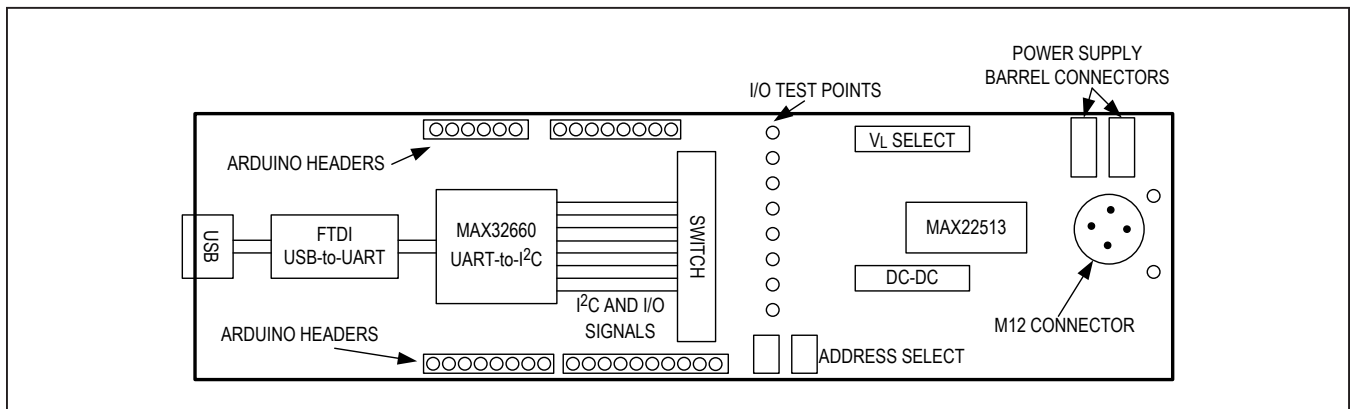 POWER SUPPLY
BARREL CONNECTORS
I/O TEST POINTS
ARDUINO HEADERS
VL SELECT
USB
FTDI
USB-to-UART
MAX32660
UART-to-I2C
SWITCH
MAX22513
DC-DC
I2C AND I/O
SIGNALS
M12 CONNECTOR
ARDUINO HEADERS
ADDRESS SELECT